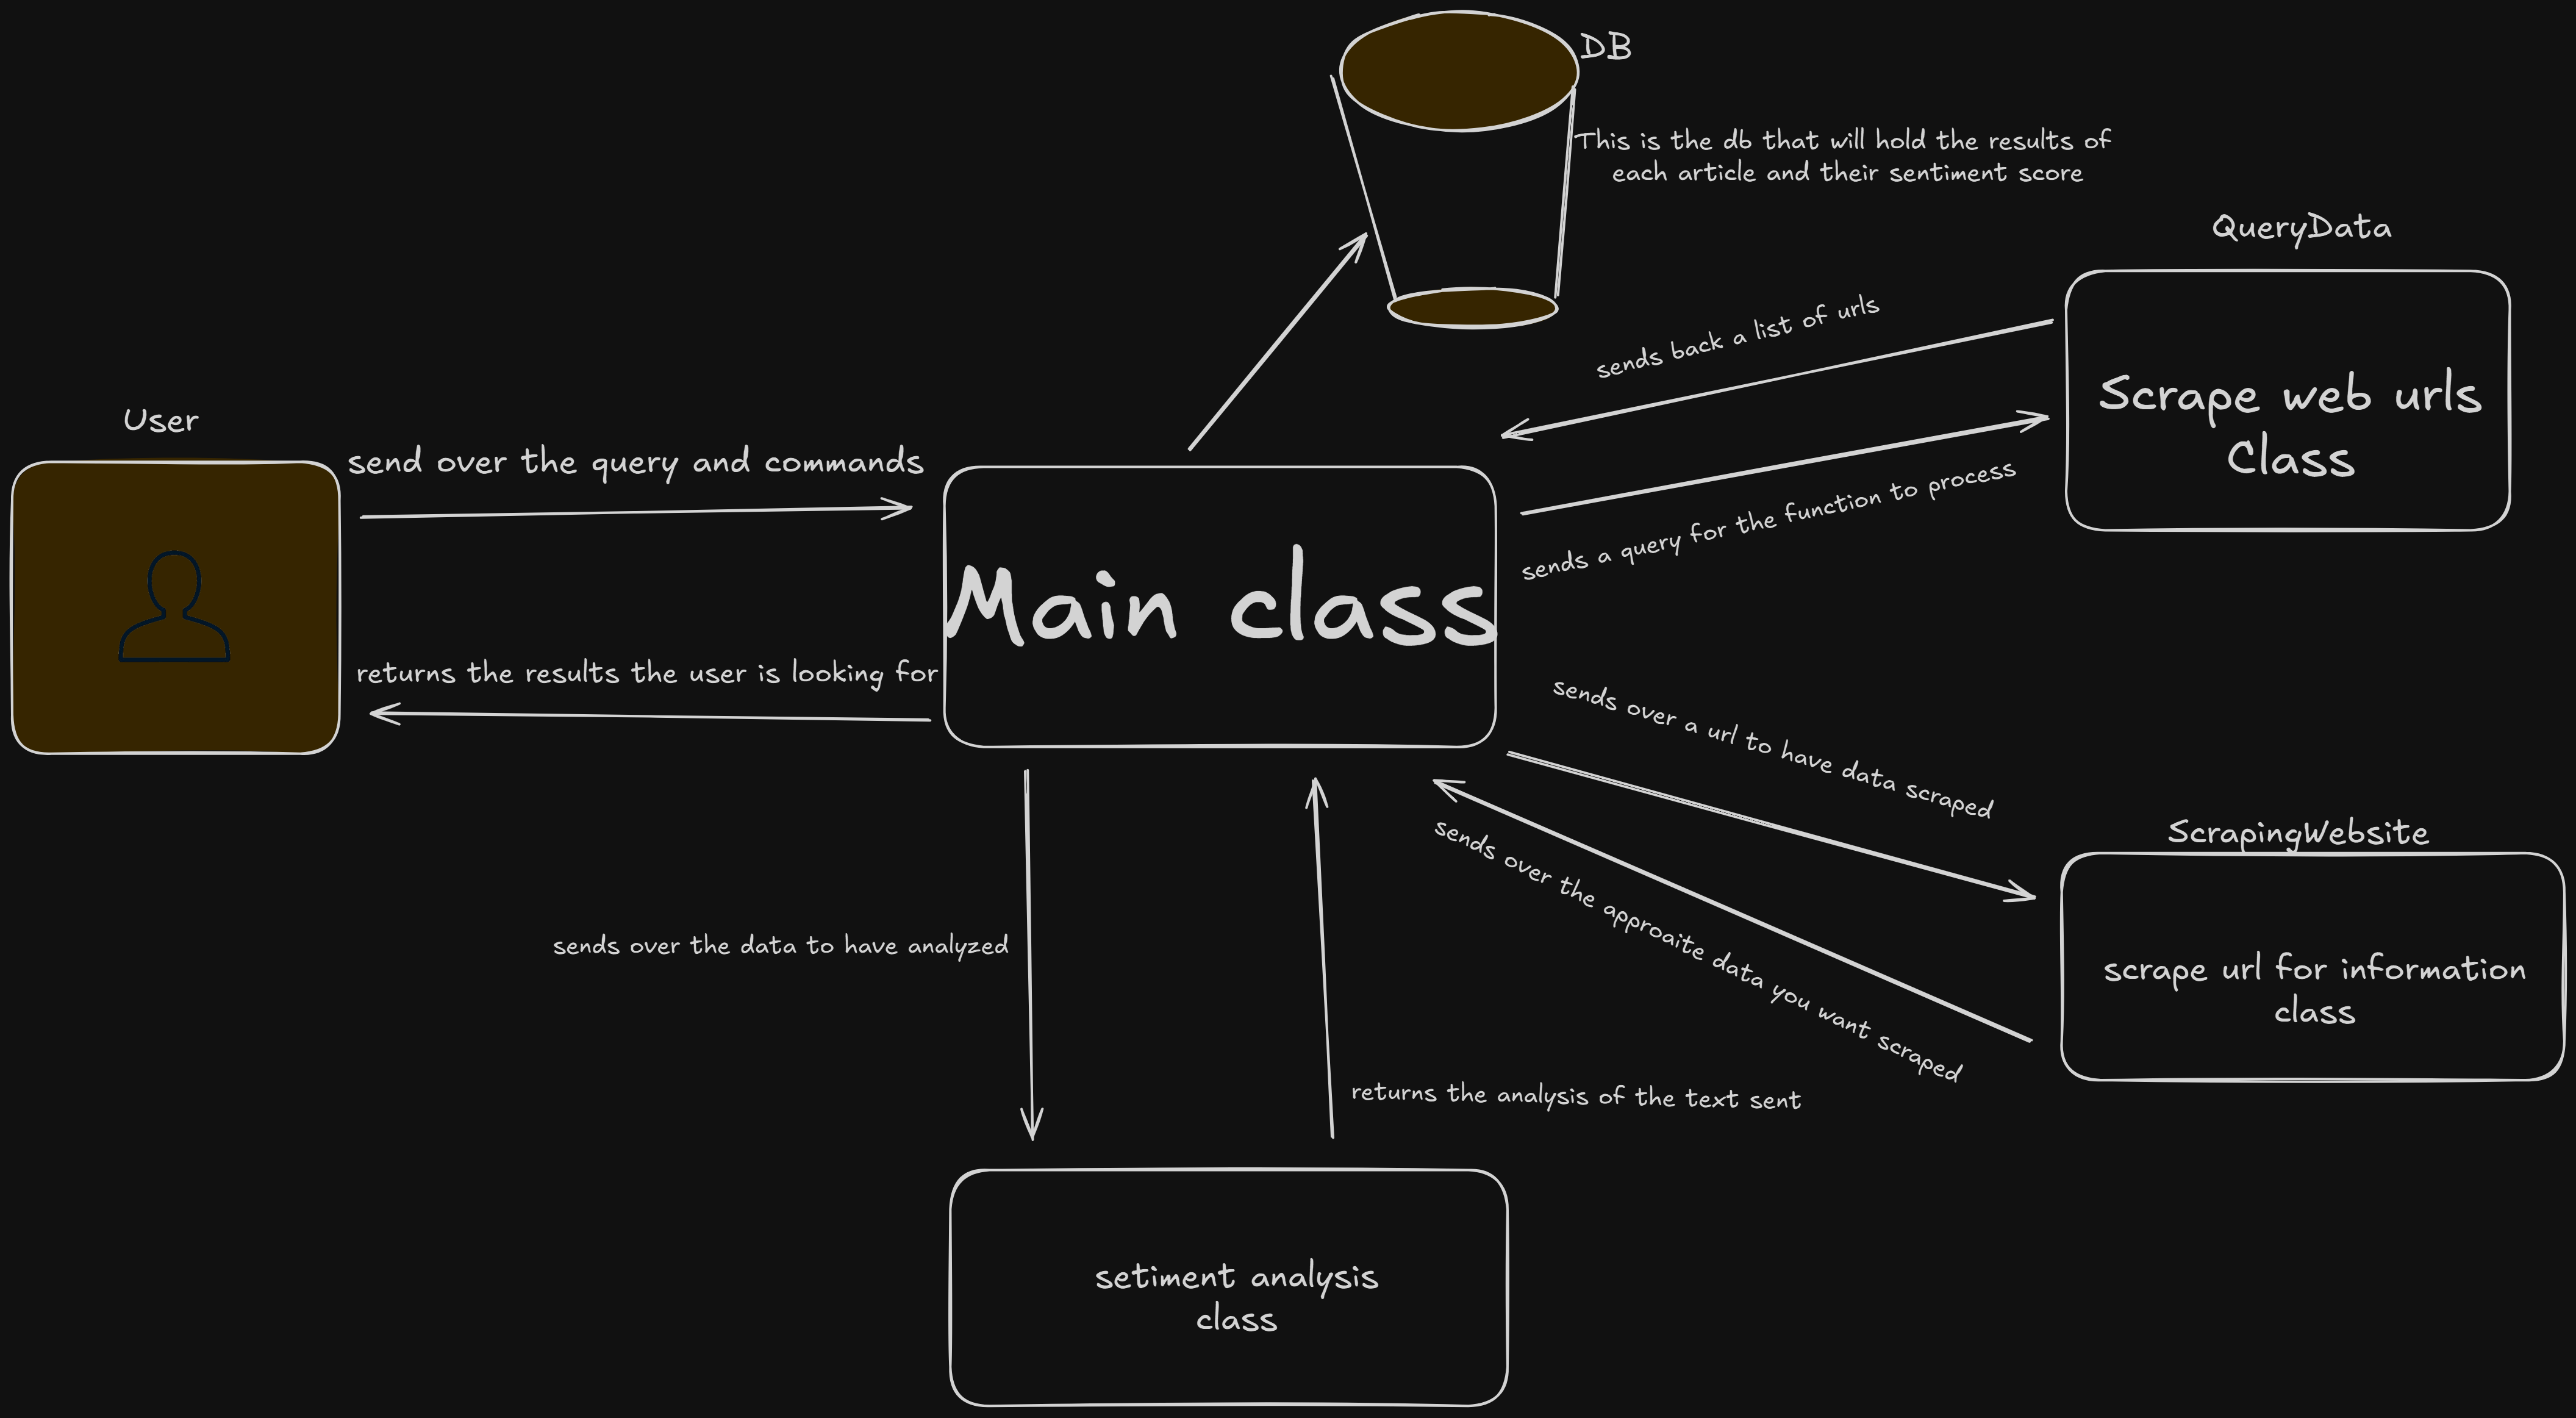 DB
This is the db that will hold the results of
each article and their sentiment score
QueryData
Scrape web urls
Class
sends back a list of urls
sends a query for the function to process
User
send over the query and commands
Main class
returns the results the user is looking for
sends over a url to have data scraped
sends over the approaite data you want scraped
ScrapingWebsite
scrape url for information
class
sends over the data to have analyzed
returns the analysis of the text sent
setiment analysis
class